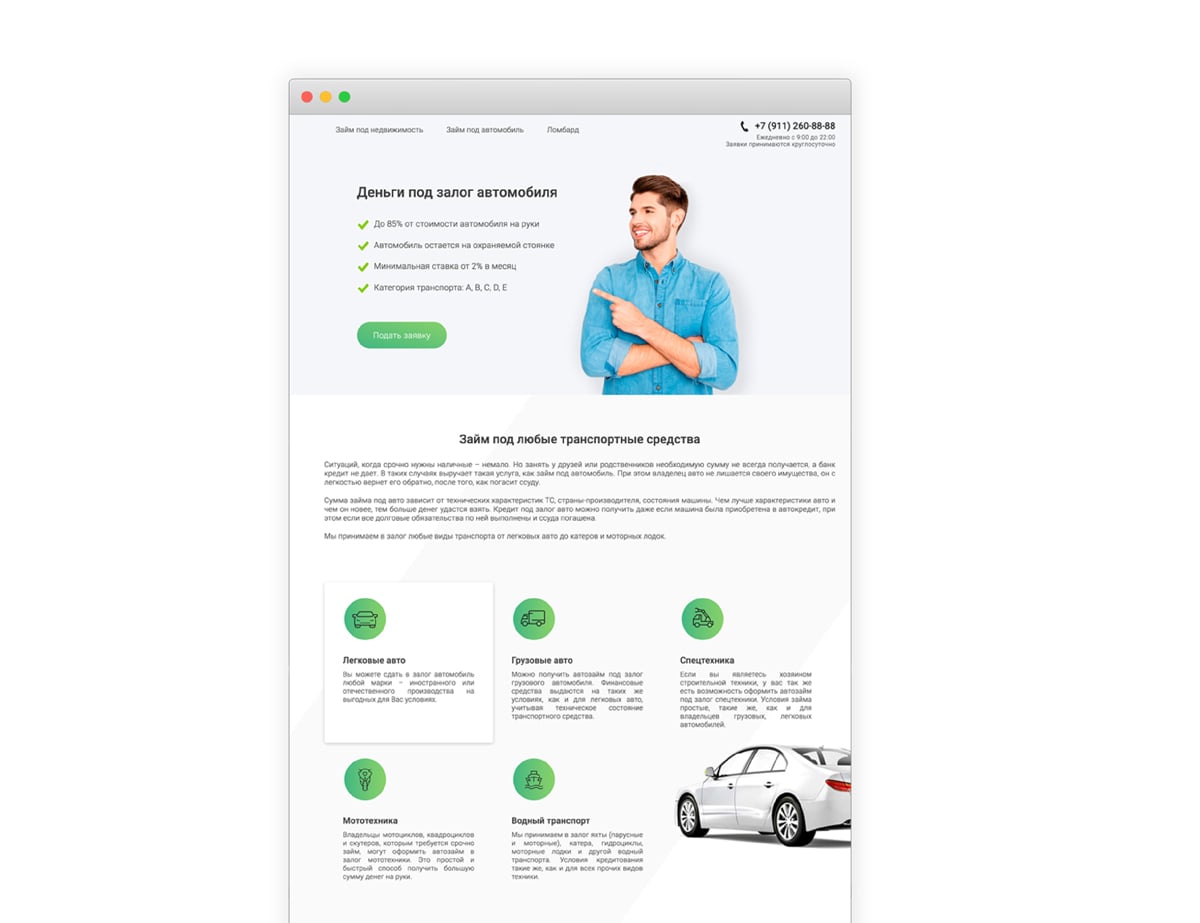 Займ под недвижимость Займ под автомобиль Ломбард
+7 (911) 260-88-88
Ежедневно с 9:00 до 22:00
Заявки принимаются круглосуточно
Деньги под залог автомобиля
До 85% от стоимости автомобиля на руки
Автомобиль остается на охраняемой стоянке
Минимальная ставка от 2% в месяц
Категория транспорта: A, B, C, D, E
Подать заявку
Займ под любые транспортные средства
Ситуаций, когда срочно нужны наличные – немало. Но занять у друзей или родственников необходимую сумму не всегда получается, а банк
кредит не дает. В таких случаях выручает такая услуга, как займ под автомобиль. При этом владелец авто не лишается своего имущества, он с
легкостью вернет его обратно, после того, как погасит ссуду.
Сумма займа под авто зависит от технических характеристик ТС, страны-производителя, состояния машины. Чем лучше характеристики авто и
чем он новее, тем больше денег удастся взять. Кредит под залог авто можно получить даже если машина была приобретена в автокредит, при
этом если все долговые обязательства по ней выполнены и ссуда погашена.
Мы принимаем в залог любые виды транспорта от легковых авто до катеров и моторных лодок.
Легковые авто
Вы можете сдать в залог автомобиль
любой марки – иностранного или
отечественного производства на
выгодных для Вас условиях.
Грузовые авто
Можно получить автозайм под залог
грузового автомобиля. Финансовые
средства выдаются на таких же
условиях, как и для легковых авто,
учитывая техническое состояние
транспортного средства.
Спецтехника
Если вы являетесь хозяином
строительной техники, у вас так же
есть возможность оформить автозайм
под залог спецтехники. Условия займа
простые, такие же, как и для
владельцев грузовых, легковых
автомобилей.
Мототехника
Владельцы мотоциклов, квадроциклов
и скутеров, которым требуется срочно
займ, могут оформить автозайм в
залог мототехники. Это простой и
быстрый способ получить большую
сумму денег на руки.
Водный транспорт
Мы принимаем в залог яхты (парусные
и моторные), катера, гидроциклы,
моторные лодки и другой водный
транспорта. Условия кредитования
такие же, как и для всех прочих видов
техники.